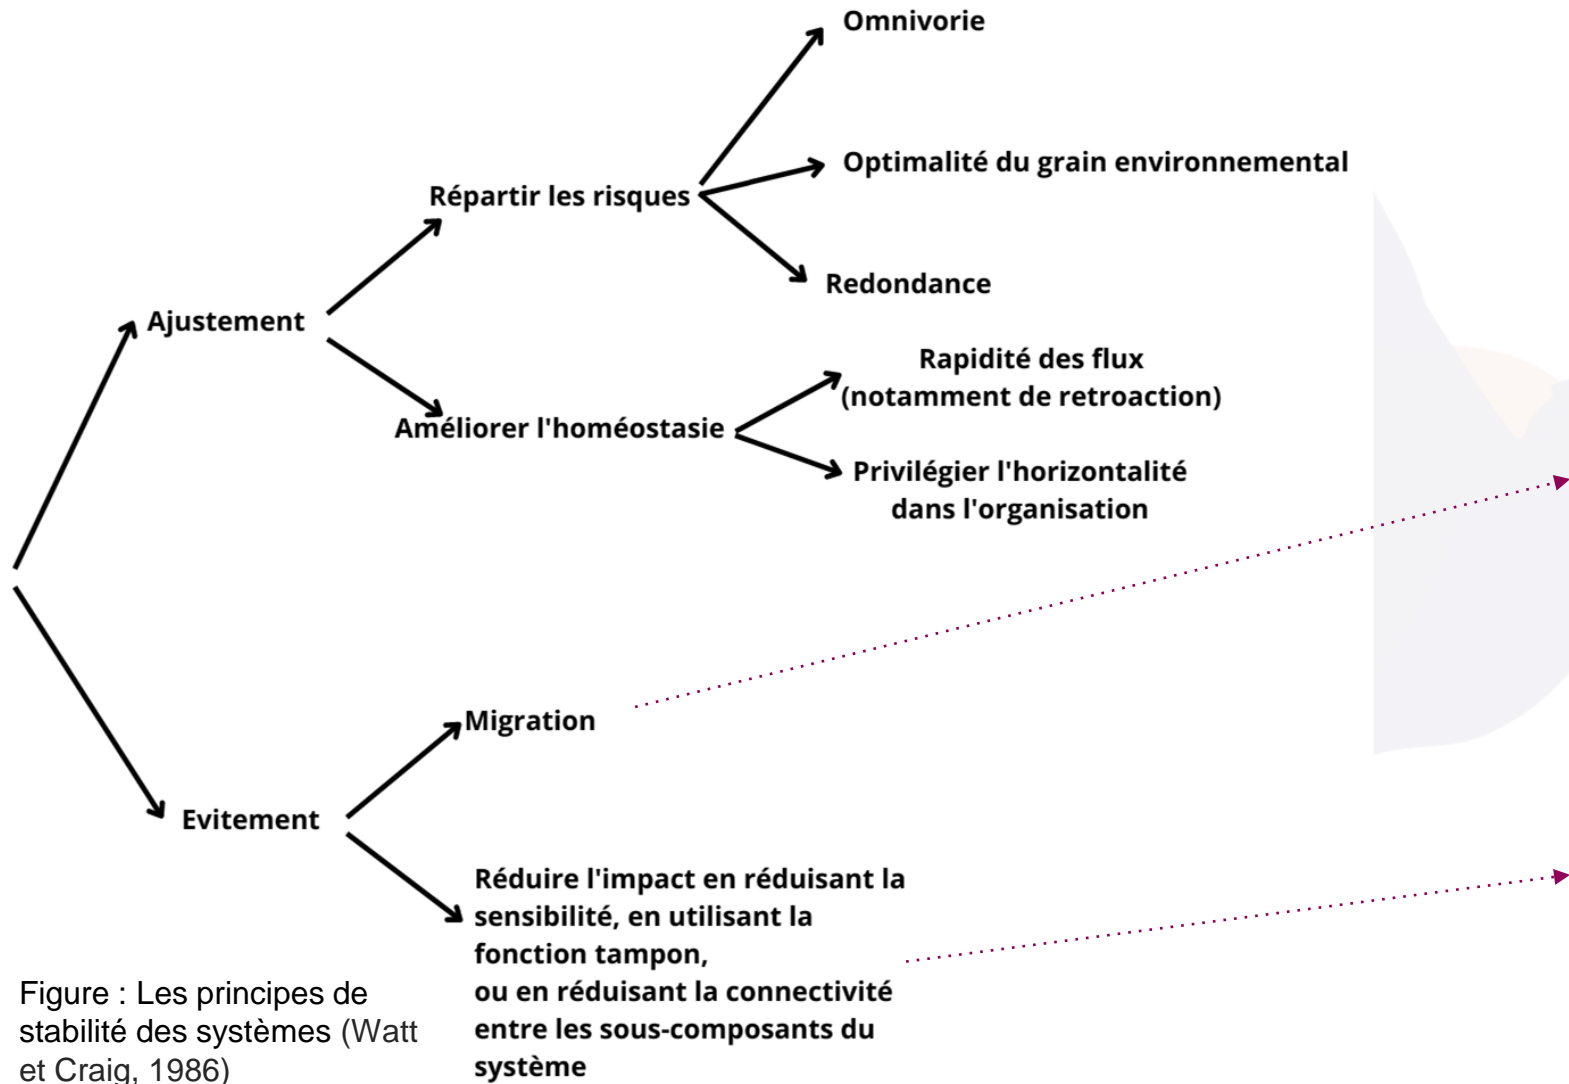 Omnivorie
Optimalité du grain environnemental
Répartir les risques
Redondance
Ajustement
Rapidité des flux
(notamment de retroaction)
Améliorer l'homéostasie
Privilégier l'horizontalité
dans l'organisation
Migration
Evitement
Réduire l'impact en réduisant la
sensibilité, en utilisant la
fonction tampon,
ou en réduisant la connectivité
entre les sous-composants du
système
Figure : Les principes de
stabilité des systèmes (Watt
et Craig, 1986)